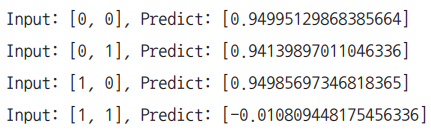 Input: [0, 0], Predict: [0.94995129868385664]
Input: [0, 1], Predict: [0.94139897011046336]
Input: [1, 0], Predict: [0.94985697346818365]
Input: [1, 1], Predict: [-0.010809448175456336]